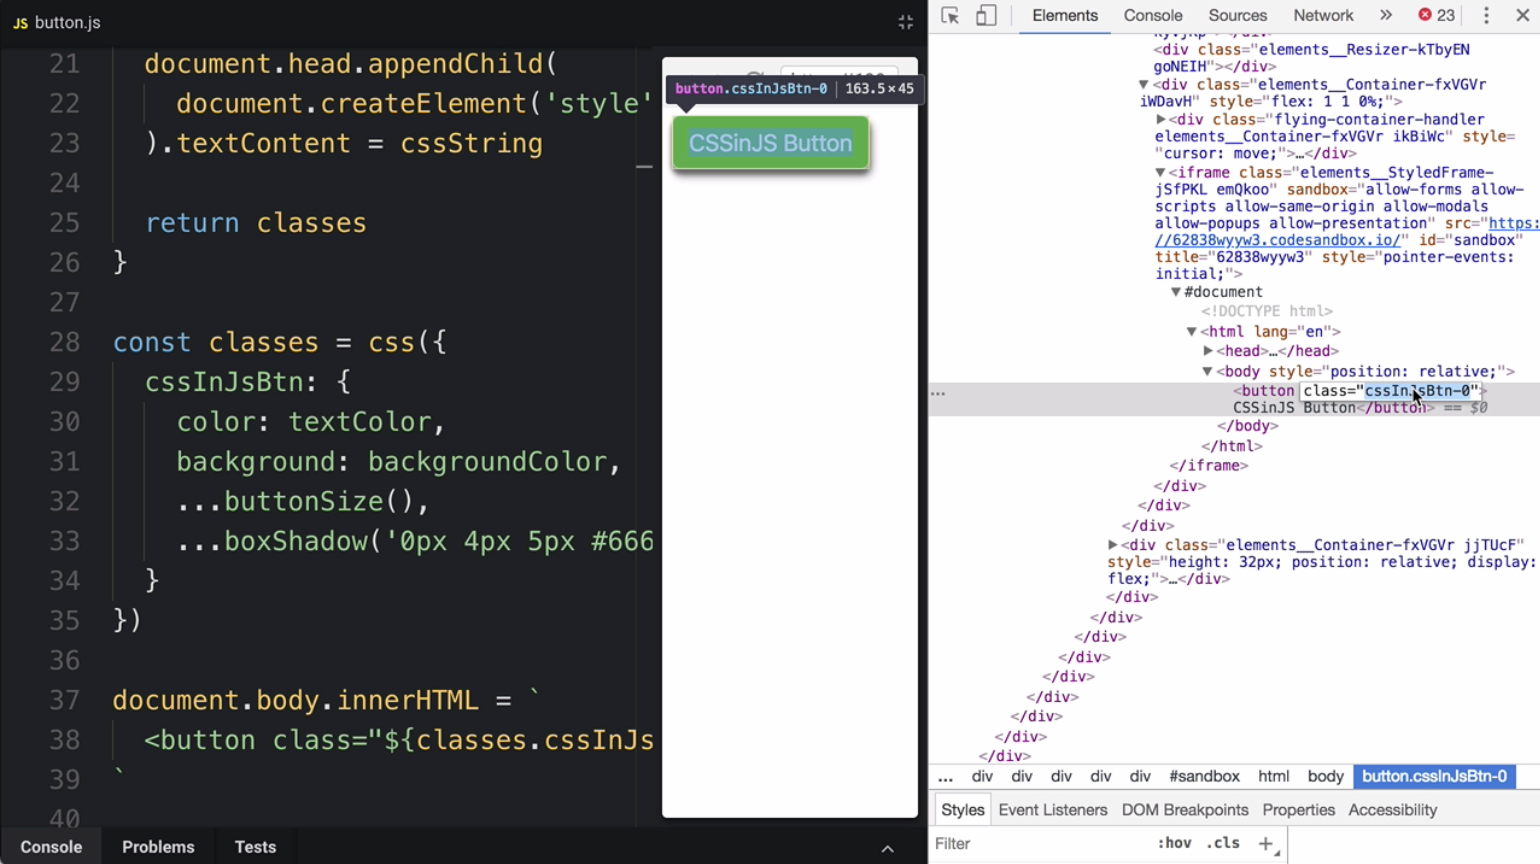 JS button.js
21 document.head.appendChild(
22 document.createElement('style'
23 ).textContent = cssString
24
25 return classes
26 }
27
28 const classes = css({
29 cssInJsBtn: {
30 color: textColor,
31 background: backgroundColor,
32 ...buttonSize(),
33 ...boxShadow('0px 4px 5px #666
34 }
35 })
36
37 document.body.innerHTML = `
38 <button class="${classes.cssInJs
39 `
40
Console Problems Tests
button.cssInJsBtn-0 | 163.5×45
CSSinJS Button
Elements Console Sources Network » 23
<div class="elements__Resizer-kTbyEN
goNEIH"></div>
▼<div class="elements__Container-fxVGVr
iWDavH" style="flex: 1 1 0%;">
▶<div class="flying-container-handler
elements__Container-fxVGVr ikBiWc" style=
"cursor: move;">…</div>
▼<iframe class="elements__StyledFrame-
jSfPKL emQkoo" sandbox="allow-forms allow-
scripts allow-same-origin allow-modals
allow-popups allow-presentation" src="https:
//62838wyyw3.codesandbox.io/" id="sandbox"
title="62838wyyw3" style="pointer-events:
initial;">
▼#document
<!DOCTYPE html>
▼<html lang="en">
▶<head>…</head>
▼<body style="position: relative;">
… <button class="cssInJsBtn-0">
CSSinJS Button</button> == $0
</body>
</html>
</iframe>
</div>
</div>
</div>
▶<div class="elements__Container-fxVGVr jjTUcF"
style="height: 32px; position: relative; display:
flex;">…</div>
</div>
</div>
</div>
</div>
</div>
</div>
</div>
</div>
</div>
... div div div div div #sandbox html body button.cssInJsBtn-0
Styles Event Listeners DOM Breakpoints Properties Accessibility
Filter :hov .cls +